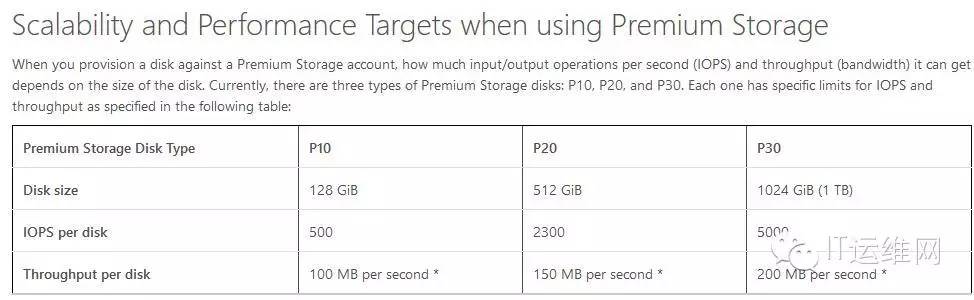 Scalability and Performance Targets when using Premium Storage
When you provision a disk against a Premium Storage account, how much input/output operations per second (IOPS) and throughput (bandwidth) it can get
depends on the size of the disk. Currently, there are three types of Premium Storage disks: P10, P20, and P30. Each one has specific limits for IOPS and
throughput as specified in the following table:
Premium Storage Disk Type P10 P20 P30
Disk size 128 GiB 512 GiB 1024 GiB (1 TB)
IOPS per disk 500 2300 5000
IT运维网
Throughput per disk 100 MB per second * 150 MB per second * 200 MB per second *